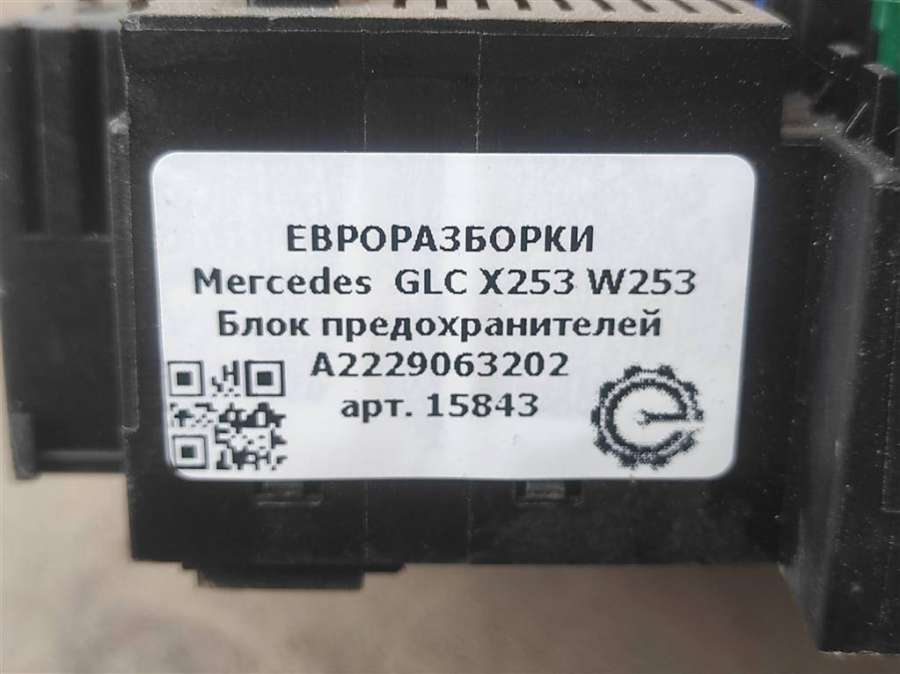 ЕВРОРАЗБОРКИ
Mercedes GLC X253 W253
Блок предохранителей
A2229063202
арт. 15843